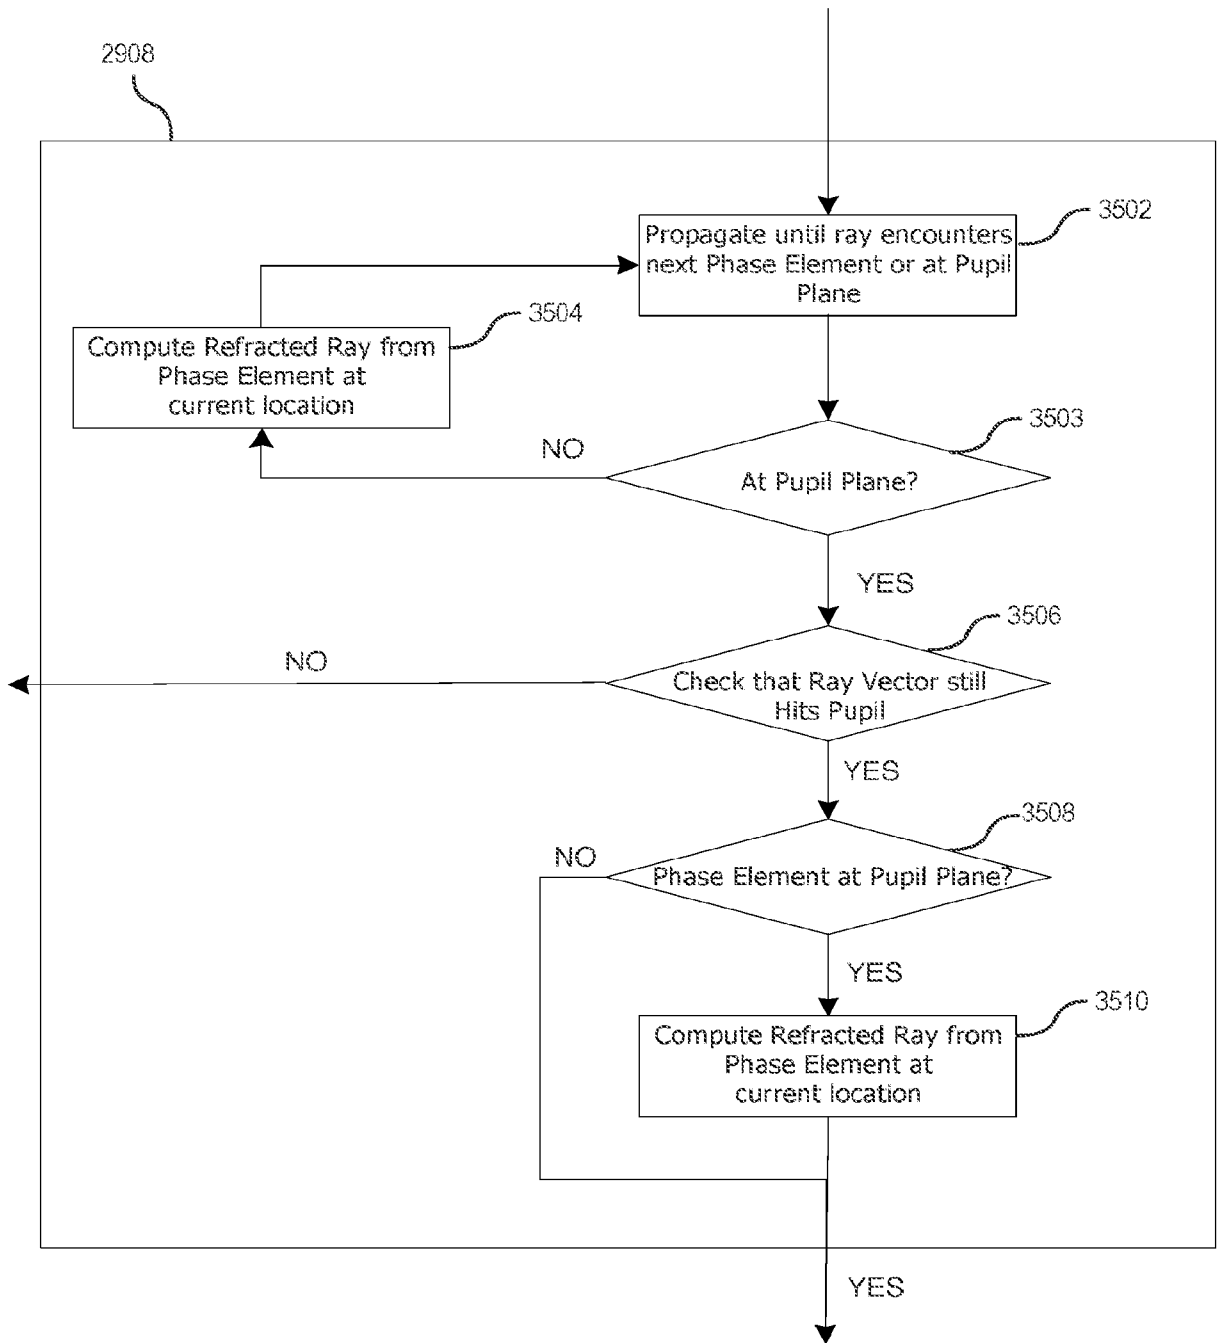 2908
3502
Propagate until ray encounters
next Phase Element or at Pupil
Plane
3504
Compute Refracted Ray from
Phase Element at
current location
3503
NO
At Pupil Plane?
YES
3506
NO
Check that Ray Vector still
Hits Pupil
YES
3508
NO
Phase Element at Pupil Plane?
YES
3510
Compute Refracted Ray from
Phase Element at
current location
YES